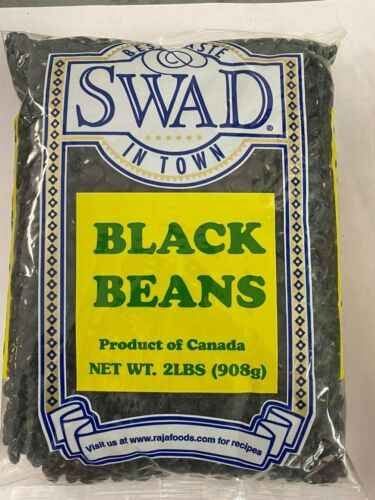 BEST TASTE
SWAD®
IN TOWN
BLACK
BEANS
Product of Canada
NET WT. 2LBS (908g)
Visit us at www.rajafoods.com for recipes